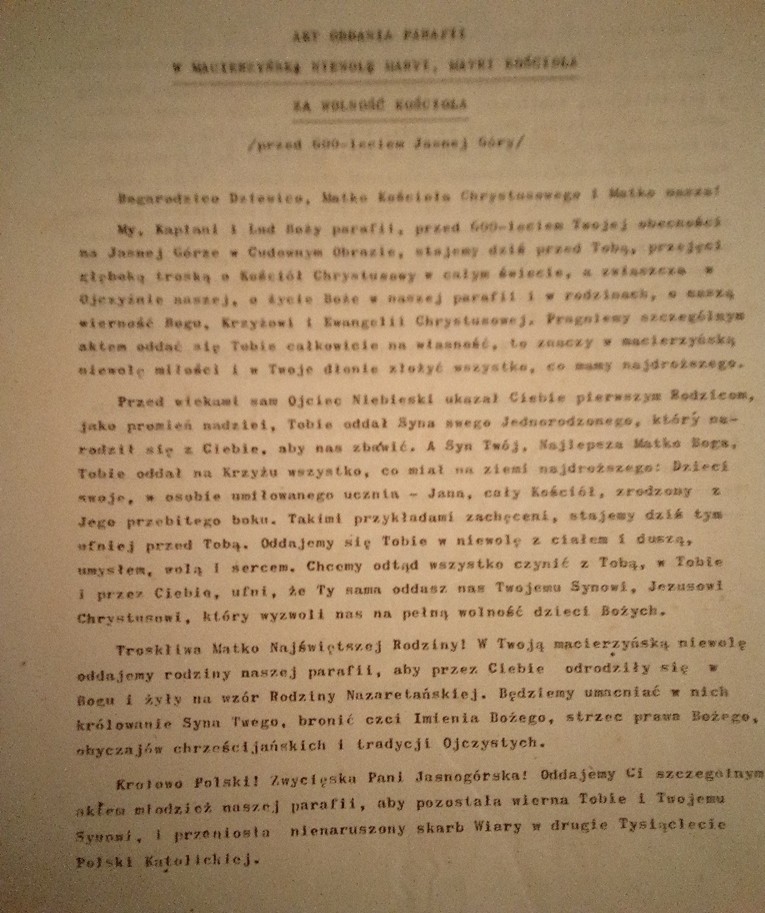 AKT ODDANIA PARAFII
W MACIERZYŃSKĄ NIEWOLĘ MARYI, MATKI KOŚCIOŁA
ZA WOLNOŚĆ KOŚCIOŁA
/przed 600-leciem Jasnej Góry/
Bogarodzico Dziewico, Matko Kościoła Chrystusowego i Matko nasza!
My, Kapłani i Lud Boży parafii, przed 600-leciem Twojej obecności
na Jasnej Górze w Cudownym Obrazie, stajemy dziś przed Tobą, przejęci
głęboką troską o Kościół Chrystusowy w całym świecie, a zwłaszcza w
Ojczyźnie naszej, o życie Boże w naszej parafii i w rodzinach, o naszą
wierność Bogu, Krzyżowi i Ewangelii Chrystusowej. Pragniemy szczególnym
aktem oddać się Tobie całkowicie na własność, to znaczy w macierzyńską
niewolę miłości i w Twoje dłonie złożyć wszystko, co mamy najdroższego.
Przed wiekami sam Ojciec Niebieski ukazał Ciebie pierwszym Rodzicom,
jako promień nadziei, Tobie oddał Syna swego Jednorodzonego, który na-
rodził się z Ciebie, aby nas zbawić. A Syn Twój, Najlepsza Matko Boga,
Tobie oddał na Krzyżu wszystko, co miał na ziemi najdroższego: Dzieci
swoje, w osobie umiłowanego ucznia - Jana, cały Kościół, zrodzony z
Jego przebitego boku. Takimi przykładami zachęceni, stajemy dziś tym
ufniej przed Tobą. Oddajemy się Tobie w niewolę z ciałem i duszą,
umysłem, wolą i sercem. Chcemy odtąd wszystko czynić z Tobą, w Tobie
i przez Ciebie, ufni, że Ty sama oddasz nas Twojemu Synowi, Jezusowi
Chrystusowi, który wyzwoli nas na pełną wolność dzieci Bożych.
Troskliwa Matko Najświętszej Rodziny! W Twoją macierzyńską niewolę
oddajemy rodziny naszej parafii, aby przez Ciebie odrodziły się w
Bogu i żyły na wzór Rodziny Nazaretańskiej. Będziemy umacniać w nich
królowanie Syna Twego, bronić czci Imienia Bożego, strzec prawa Bożego,
obyczajów chrześcijańskich i tradycji Ojczystych.
Krolowo Polski! Zwycięska Pani Jasnogórska! Oddajemy Ci szczególnym
aktem młodzież naszej parafii, aby pozostała wierna Tobie i Twojemu
Synowi, i przeniosła nienaruszony skarb Wiary w drugie Tysiąclecie
Polski Katolickiej.